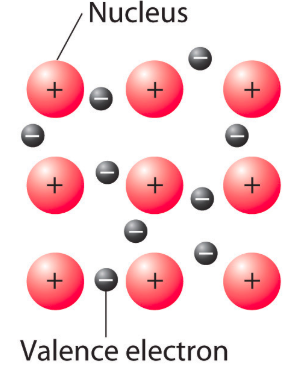 Nucleus
−
+ − + +
− −
+ − + − +
−
−
+ − + +
Valence electron